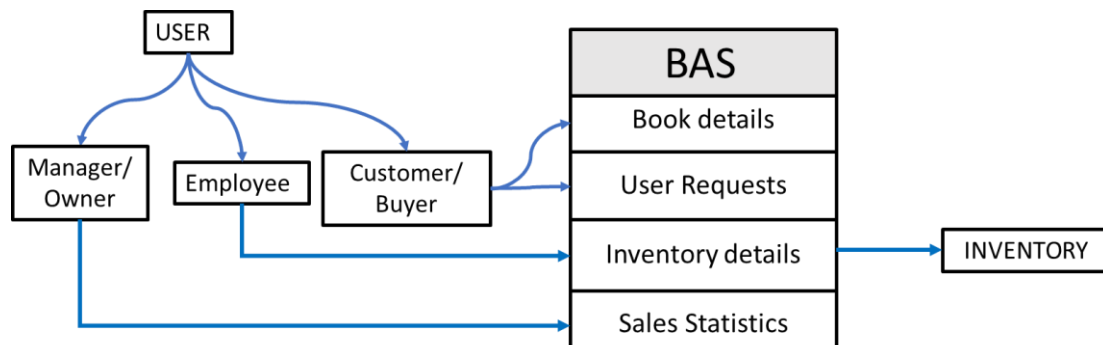 USER
Manager/
Owner
Employee
Customer/
Buyer
BAS
Book details
User Requests
Inventory details
Sales Statistics
INVENTORY